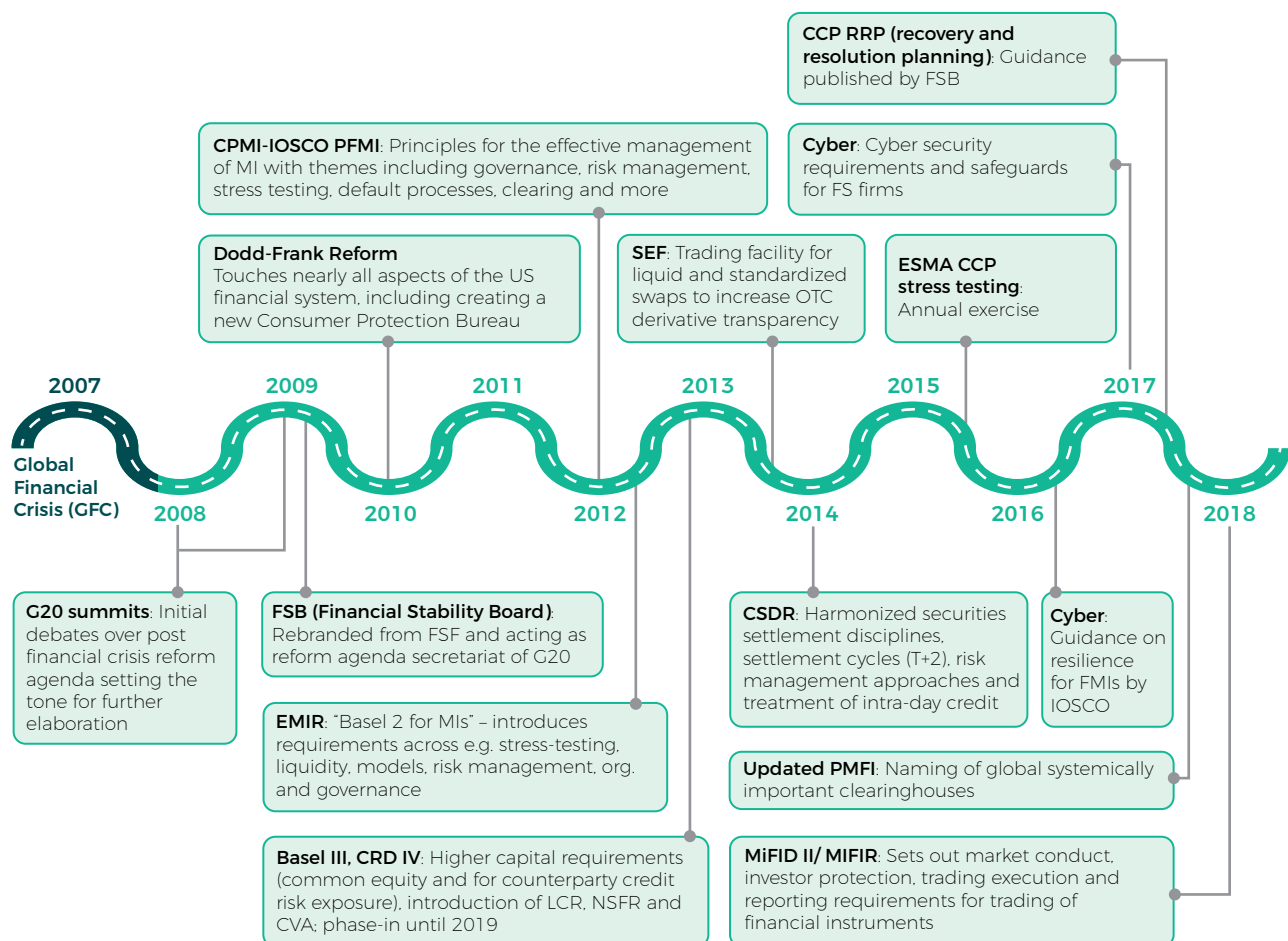 CCP RRP (recovery and
resolution planning): Guidance
published by FSB
CPMI-IOSCO PFMI: Principles for the effective management
of MI with themes including governance, risk management,
stress testing, default processes, clearing and more
Cyber: Cyber security
requirements and safeguards
for FS firms
Dodd-Frank Reform
Touches nearly all aspects of the US
financial system, including creating a
new Consumer Protection Bureau
SEF: Trading facility for
liquid and standardized
swaps to increase OTC
derivative transparency
ESMA CCP
stress testing:
Annual exercise
2007
2009
2011
2013
2015
2017
Global
Financial
Crisis (GFC)
2008
2010
2012
2014
2016
2018
G20 summits: Initial
debates over post
financial crisis reform
agenda setting the
tone for further
elaboration
FSB (Financial Stability Board):
Rebranded from FSF and acting as
reform agenda secretariat of G20
CSDR: Harmonized securities
settlement disciplines,
settlement cycles (T+2), risk
management approaches and
treatment of intra-day credit
Cyber:
Guidance on
resilience
for FMIs by
IOSCO
EMIR: “Basel 2 for MIs” – introduces
requirements across e.g. stress-testing,
liquidity, models, risk management, org.
and governance
Updated PMFI: Naming of global systemically
important clearinghouses
Basel III, CRD IV: Higher capital requirements
(common equity and for counterparty credit
risk exposure), introduction of LCR, NSFR and
CVA; phase-in until 2019
MiFID II/ MIFIR: Sets out market conduct,
investor protection, trading execution and
reporting requirements for trading of
financial instruments